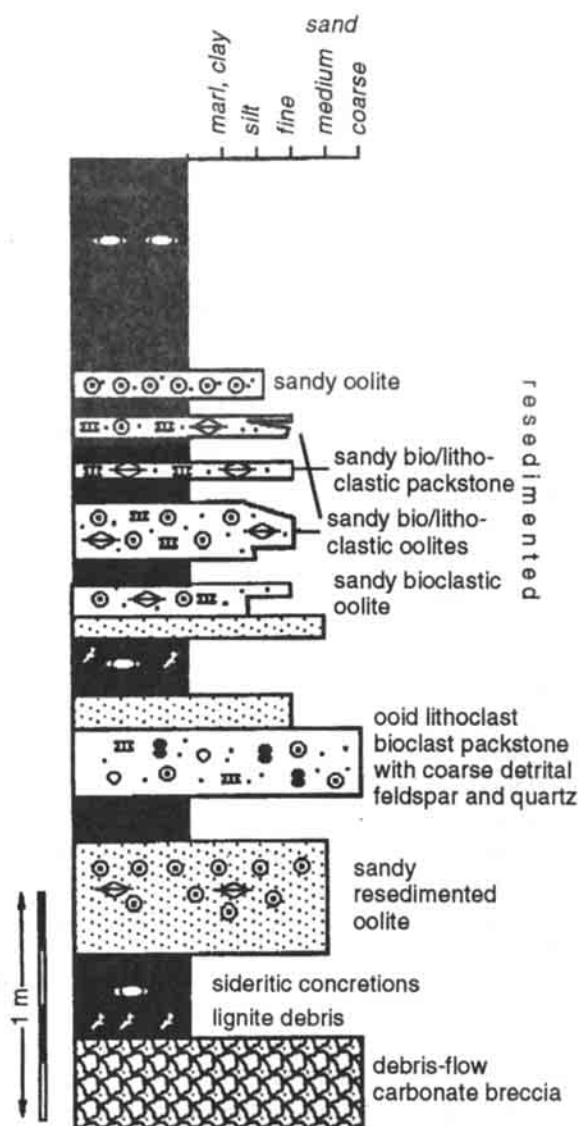 sand
marl, clay
silt
fine
medium
coarse
sandy oolite
resedimented
sandy bio/litho-
clastic packstone
sandy bio/litho-
clastic oolites
sandy bioclastic
oolite
ooid lithoclast
bioclast packstone
with coarse detrital
feldspar and quartz
sandy
resedimented
oolite
1 m
sideritic concretions
lignite debris
debris-flow
carbonate breccia